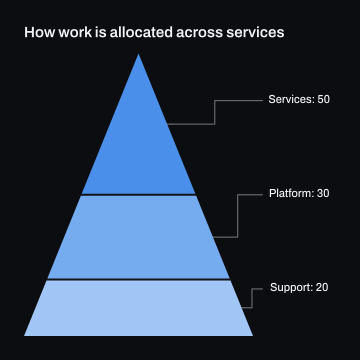 How work is allocated across services
Services: 50
Platform: 30
Support: 20